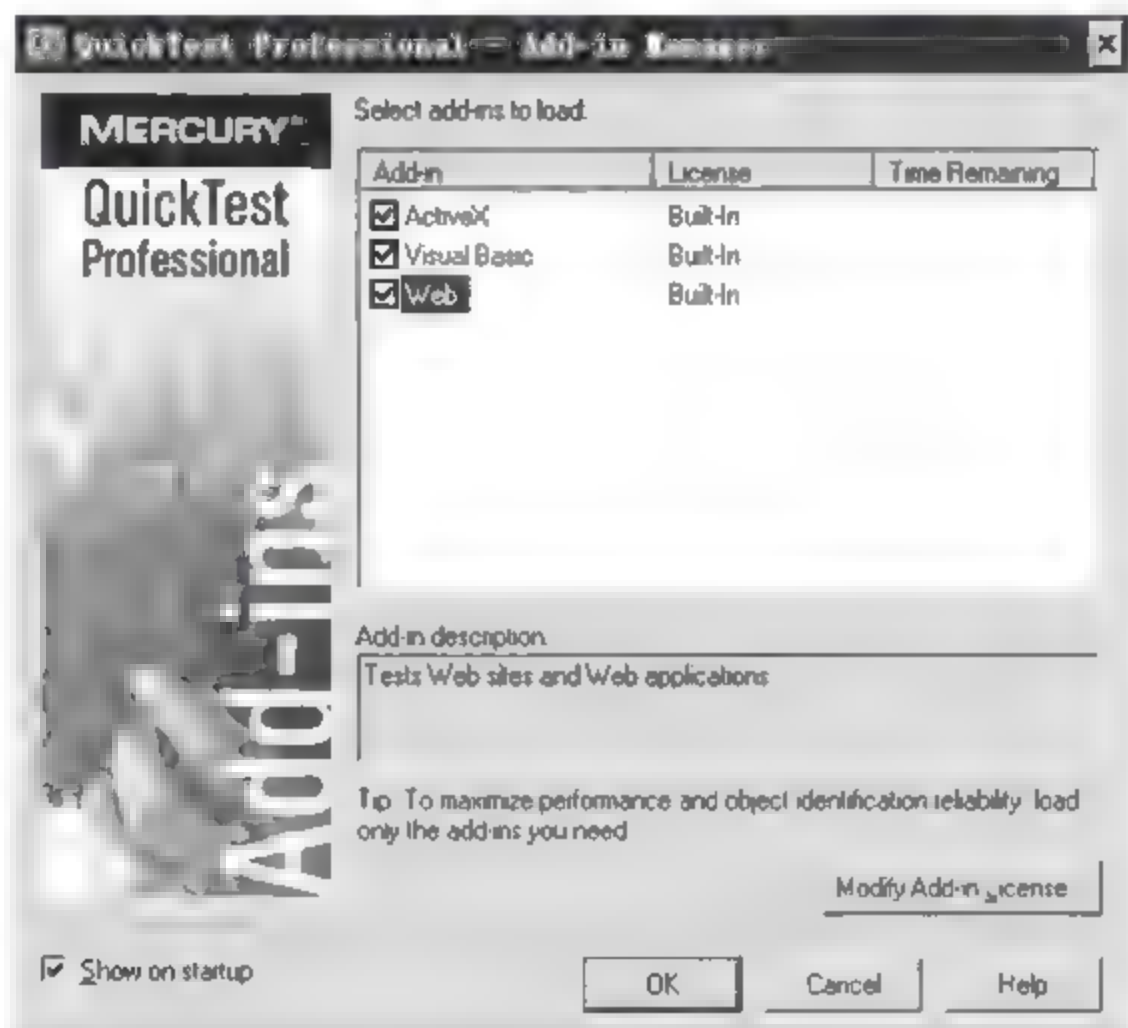 QuickTest Professional - Add-in Manager
MERCURY™
QuickTest
Professional
Select add-ins to load:
Add-in License Time Remaining
ActiveX Built-In
Visual Basic Built-In
Web Built-In
Add-in description
Tests Web sites and Web applications
Tip: To maximize performance and object identification reliability, load
only the add-ins you need
Modify Add-in License
Show on startup
OK Cancel Help